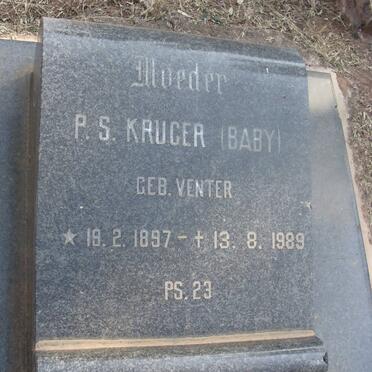 Moeder
P. S. KRUGER (BABY)
GEB. VENTER
★ 19. 2. 1897 - ✝ 13. 8. 1989
PS. 23